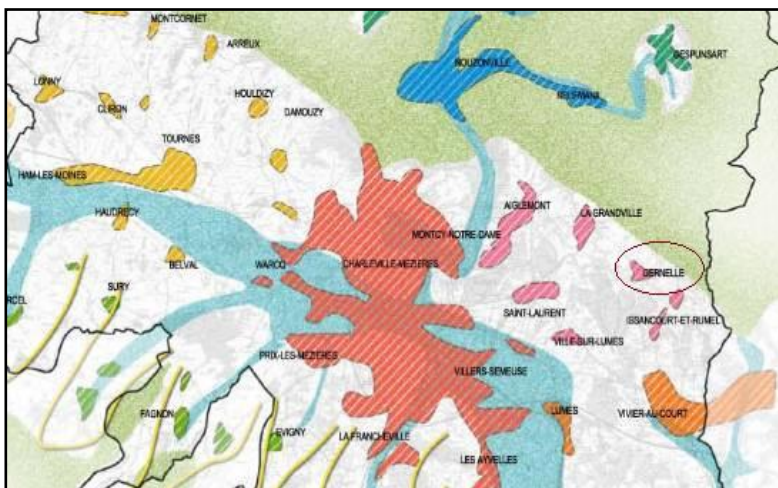 MONTCORNET
ARREUX
NOUZONVILLE
GESPUNSART
LONNY
CLIRON
HOULDIZY
DAMOUZY
NEUFMANIL
TOURNES
HAM-LES-MOINES
AIGLEMONT
LA GRANDVILLE
HAUDRECY
MONTCY-NOTRE-DAME
BELVAL
WARCQ
CHARLEVILLE-MEZIERES
GERNELLE
RCEL
SURY
SAINT-LAURENT
ISSANCOURT-ET-RUMEL
VILLE-SUR-LUMES
PRIX-LES-MEZIERES
VILLERS-SEMEUSE
FAGNON
LUMES
VIVIER-AU-COURT
EVIGNY
LA FRANCHEVILLE
LES AYVELLES